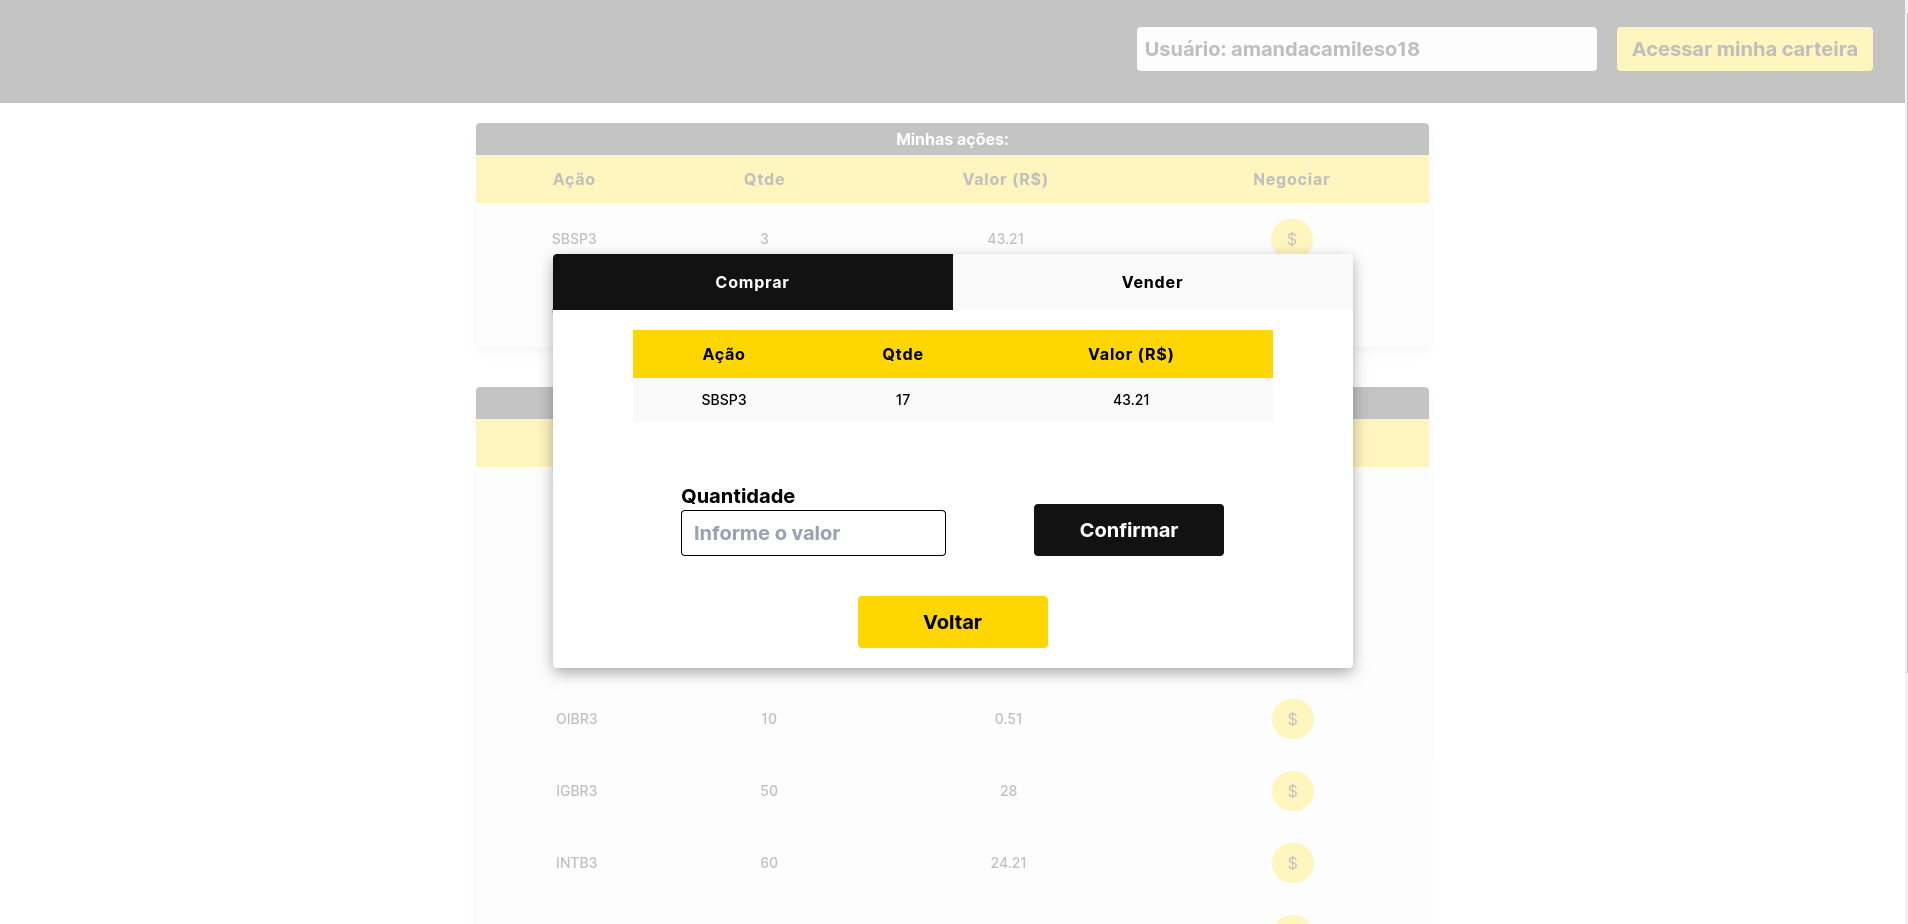 Usuário: amandacamileso18
Acessar minha carteira
Minhas ações:
Ação Qtde Valor (R$) Negociar
SBSP3 3 43.21 $
Comprar Vender
Ação Qtde Valor (R$)
SBSP3 17 43.21
Quantidade
Informe o valor
Confirmar
Voltar
OIBR3 10 0.51 $
IGBR3 50 28 $
INTB3 60 24.21 $